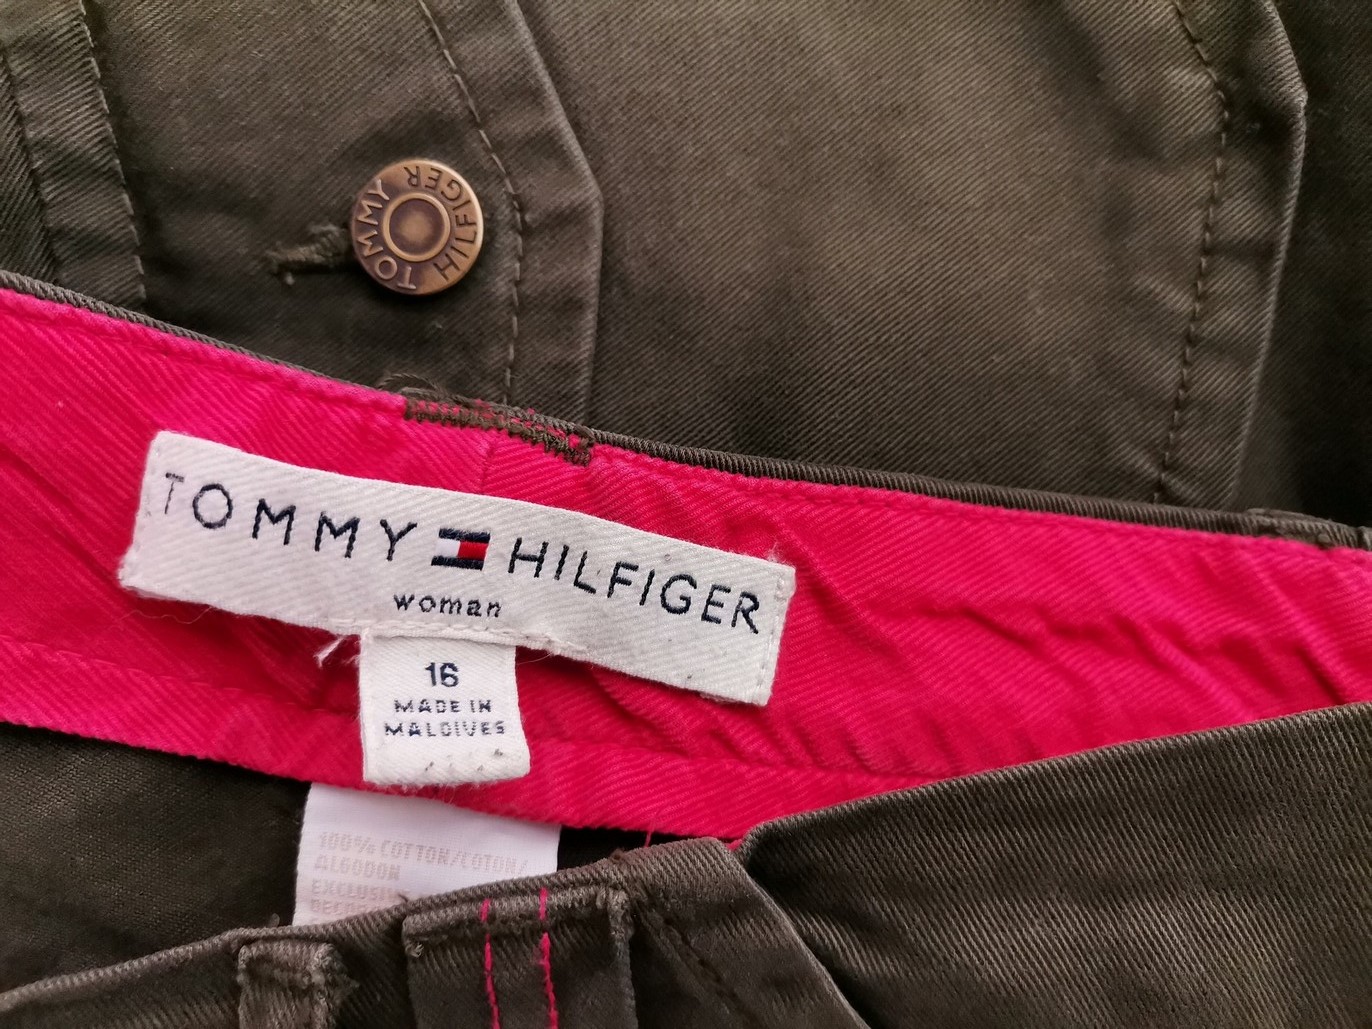 TOMMY HILFIGER
TOMMY HILFIGER
woman
16
MADE IN
MALDIVES
100% COTTON/COTON/
ALGODON